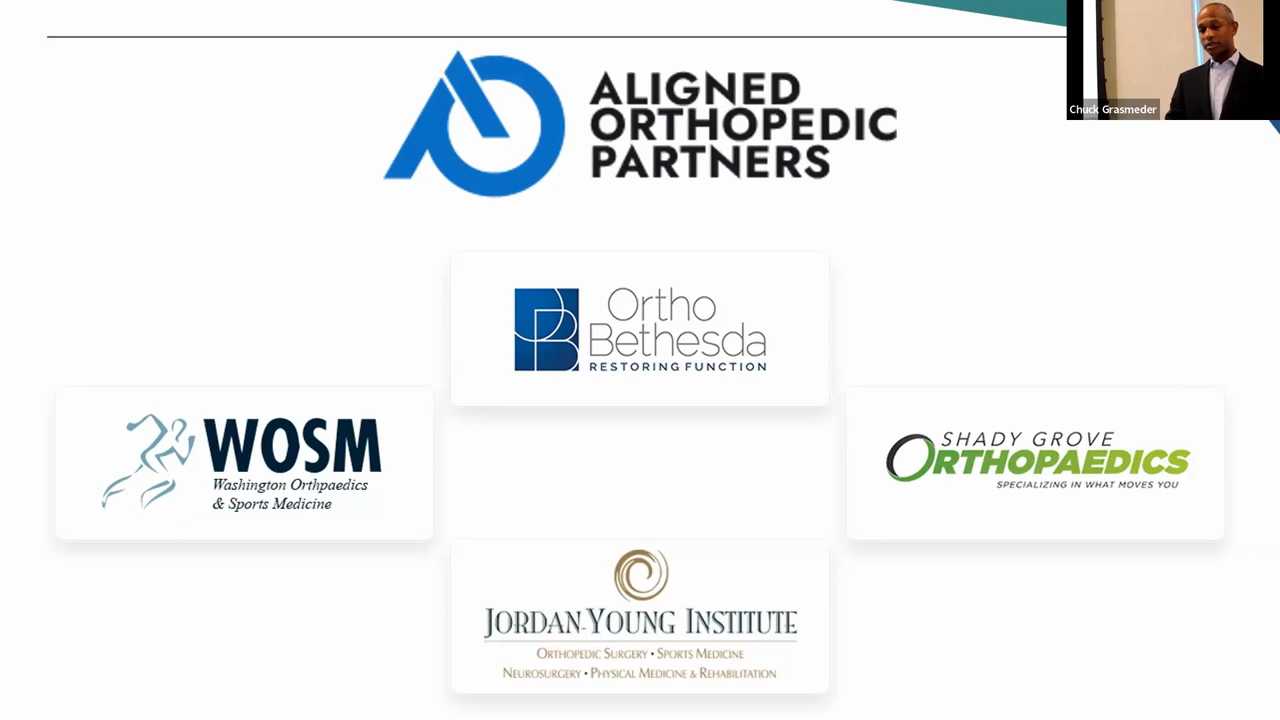 ALIGNED
ORTHOPEDIC
PARTNERS
Chuck Grasmeder
Ortho
Bethesda
RESTORING FUNCTION
WOSM
Washington Orthpaedics
& Sports Medicine
SHADY GROVE
ORTHOPAEDICS
SPECIALIZING IN WHAT MOVES YOU
JORDAN-YOUNG INSTITUTE
ORTHOPEDIC SURGERY • SPORTS MEDICINE
NEUROSURGERY • PHYSICAL MEDICINE & REHABILITATION